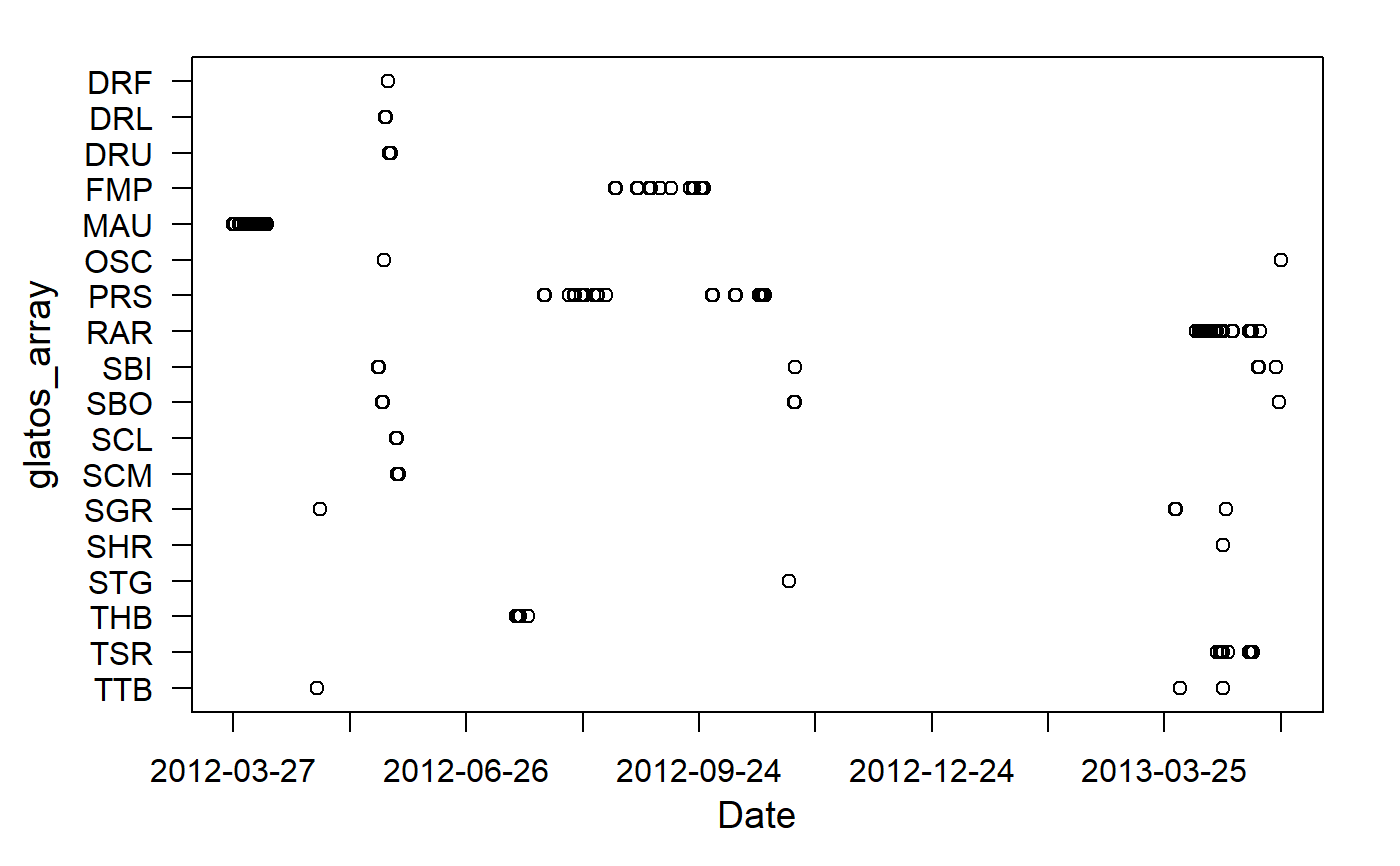 DRF
DRL
DRU
FMP
MAU
OSC
PRS
RAR
SBI
SBO
SCL
SCM
SGR
SHR
STG
THB
TSR
TTB
glatos_array
2012-03-27 2012-06-26 2012-09-24 2012-12-24 2013-03-25
Date